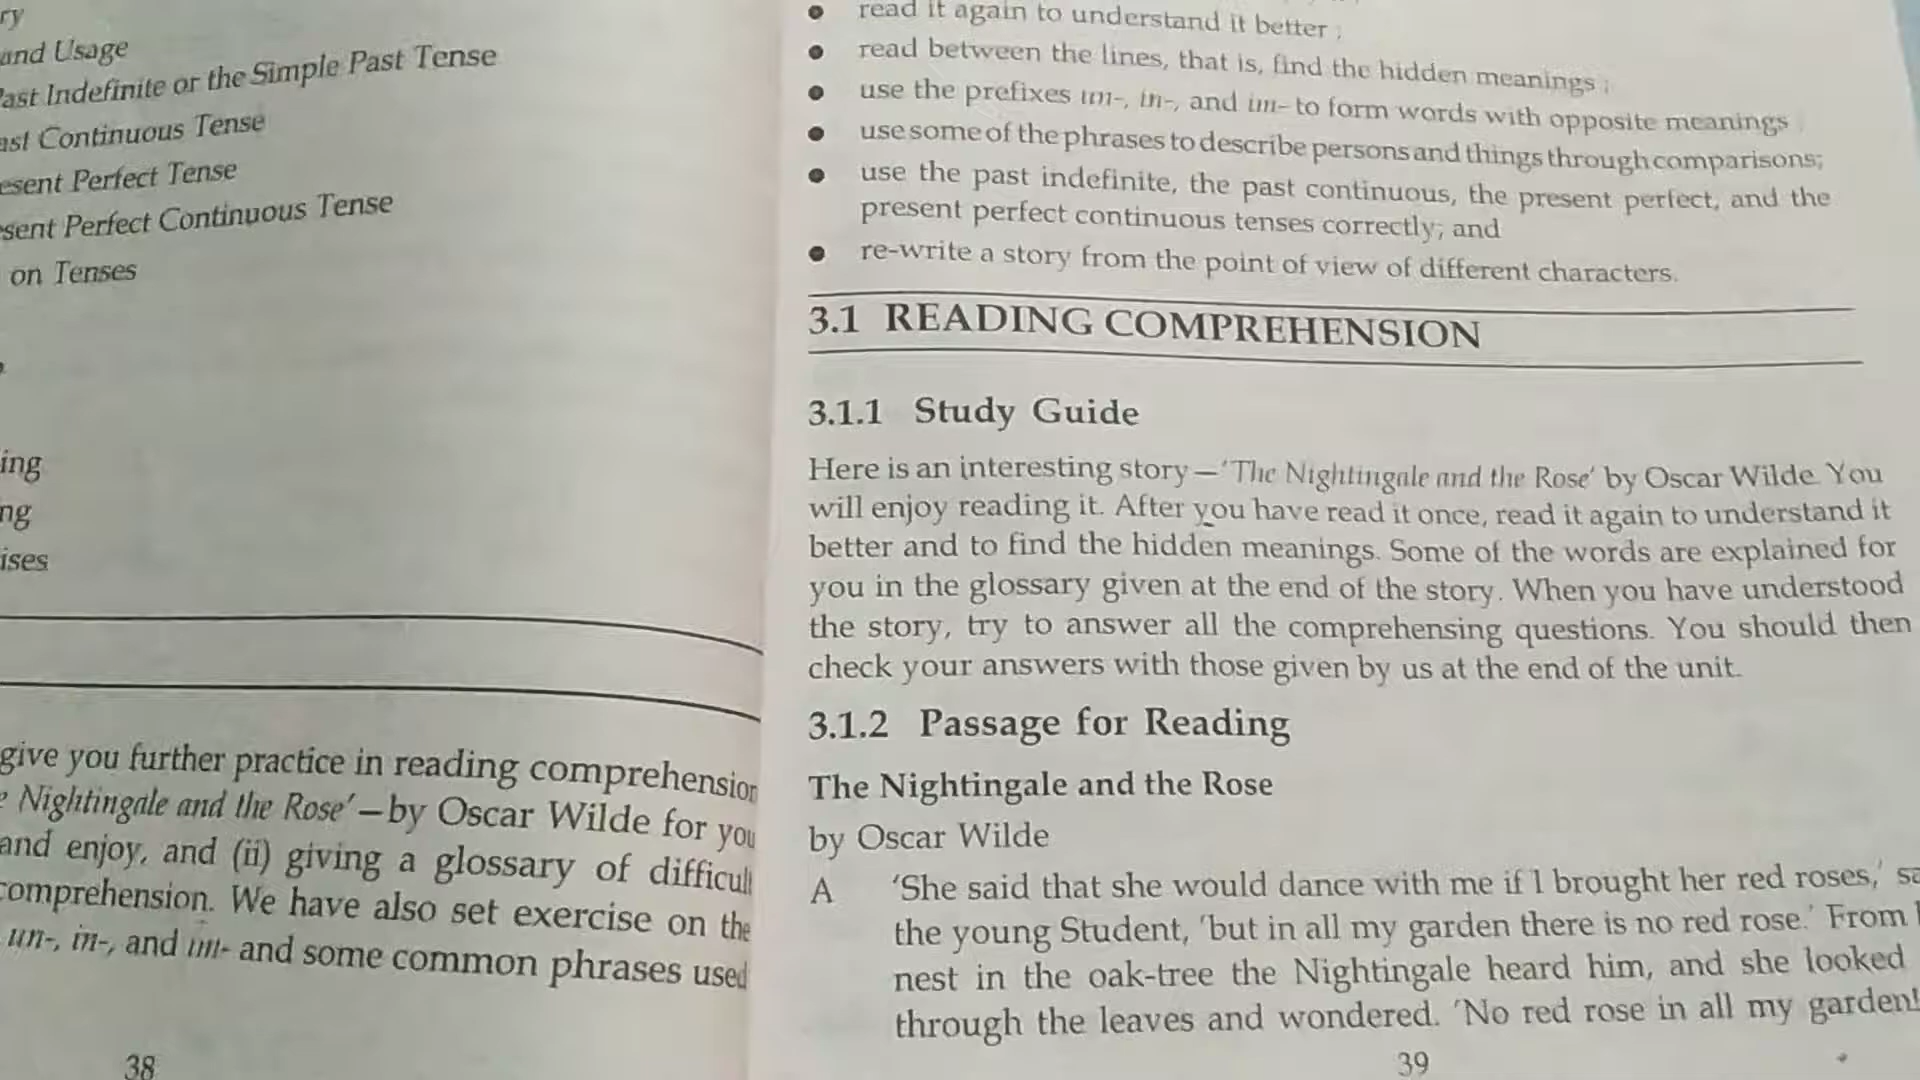 and Usage
Past Indefinite or the Simple Past Tense
Continuous Tense
Perfect Tense
Perfect Continuous Tense
on Tenses
give you further practice in reading comprehension
Nightingale and the Rose'—by Oscar Wilde for you
and enjoy, and (ii) giving a glossary of difficult
comprehension. We have also set exercise on the
un-, in-, and im- and some common phrases used
38
• read it again to understand it better ;
• read between the lines, that is, find the hidden meanings ;
• use the prefixes un-, in-, and im- to form words with opposite meanings
• use some of the phrases to describe persons and things through comparisons;
• use the past indefinite, the past continuous, the present perfect, and the
present perfect continuous tenses correctly; and
• re-write a story from the point of view of different characters.
3.1 READING COMPREHENSION
3.1.1 Study Guide
Here is an interesting story—'The Nightingale and the Rose' by Oscar Wilde. You
will enjoy reading it. After you have read it once, read it again to understand it
better and to find the hidden meanings. Some of the words are explained for
you in the glossary given at the end of the story. When you have understood
the story, try to answer all the comprehensing questions. You should then
check your answers with those given by us at the end of the unit.
3.1.2 Passage for Reading
The Nightingale and the Rose
by Oscar Wilde
A 'She said that she would dance with me if I brought her red roses,'
the young Student, 'but in all my garden there is no red rose.' From
nest in the oak-tree the Nightingale heard him, and she looked
through the leaves and wondered. 'No red rose in all my garden!
39